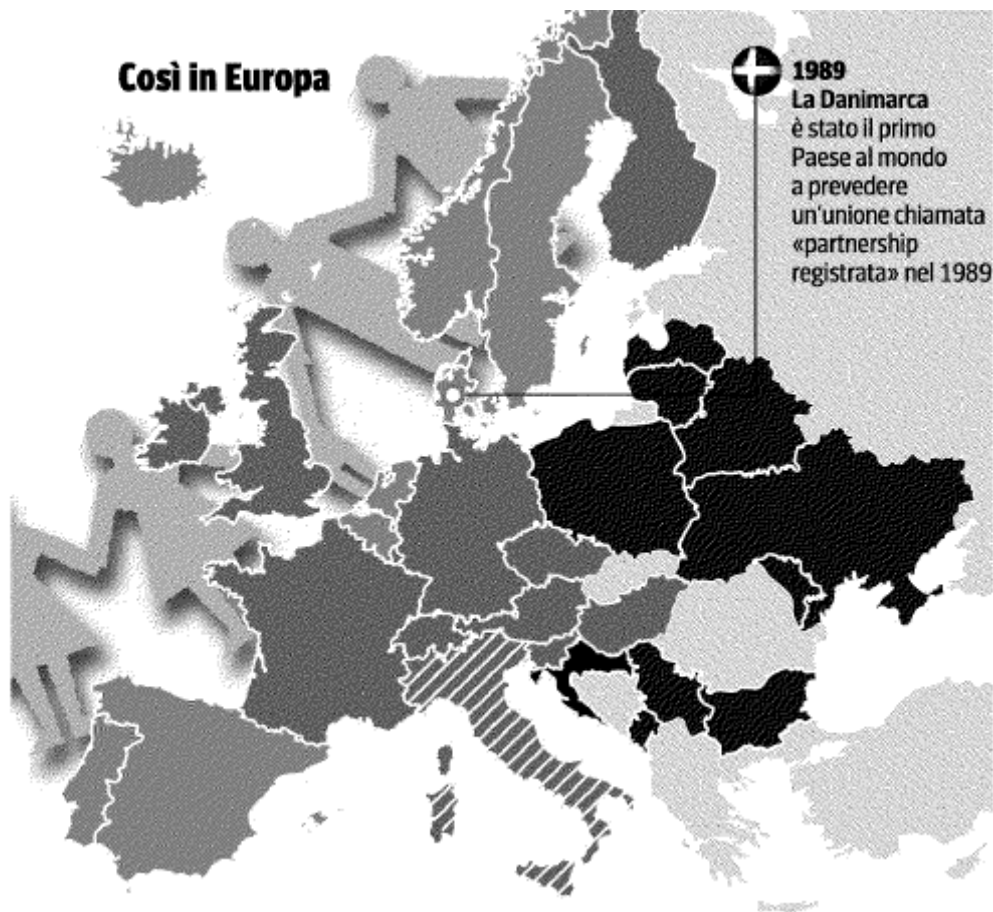 Così in Europa
1989
La Danimarca
è stato il primo
Paese al mondo
a prevedere
un'unione chiamata
«partnership
registrata» nel 1989